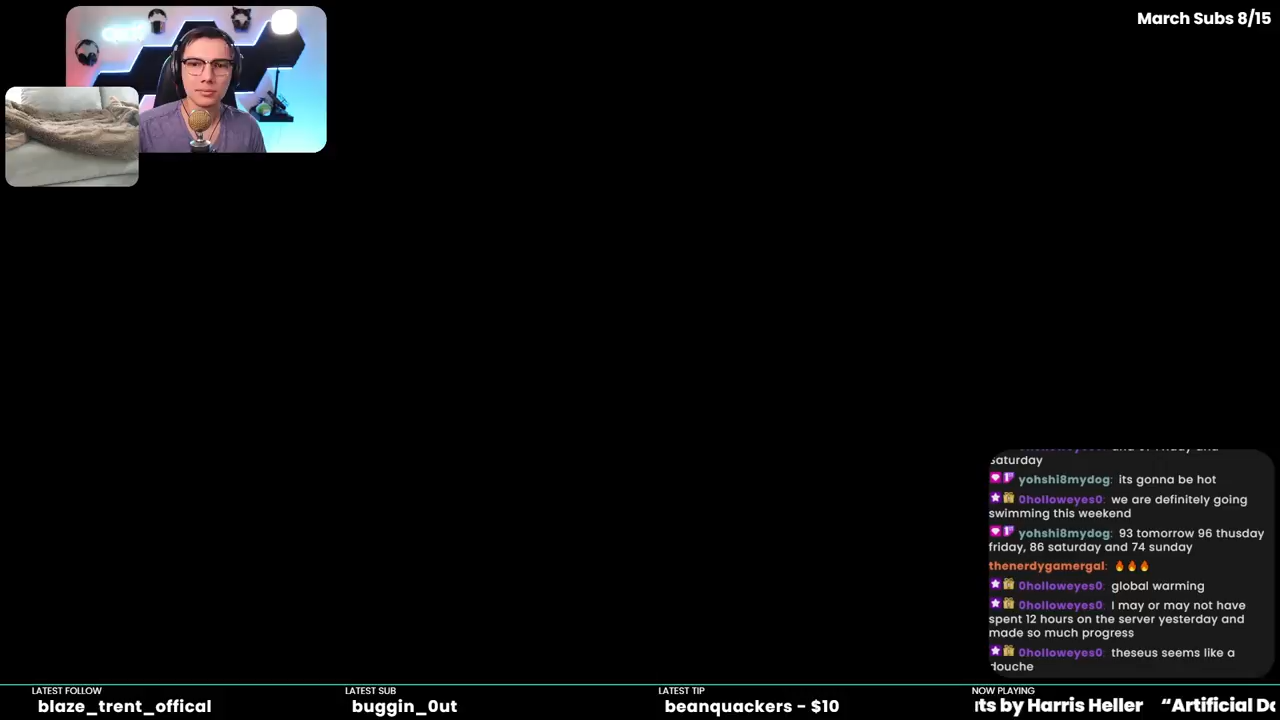 March Subs 8/15
saturday
yohshi8mydog: its gonna be hot
0holloweyes0: we are definitely going
swimming this weekend
yohshi8mydog: 93 tomorrow 96 thusday
friday, 86 saturday and 74 sunday
thenerdygamergal: 🔥🔥🔥
0holloweyes0: global warming
0holloweyes0: I may or may not have
spent 12 hours on the server yesterday and
made so much progress
0holloweyes0: theseus seems like a
douche
LATEST FOLLOW
blaze_trent_offical
LATEST SUB
buggin_0ut
LATEST TIP
beanquackers - $10
NOW PLAYING
by Harris Heller “Artificial